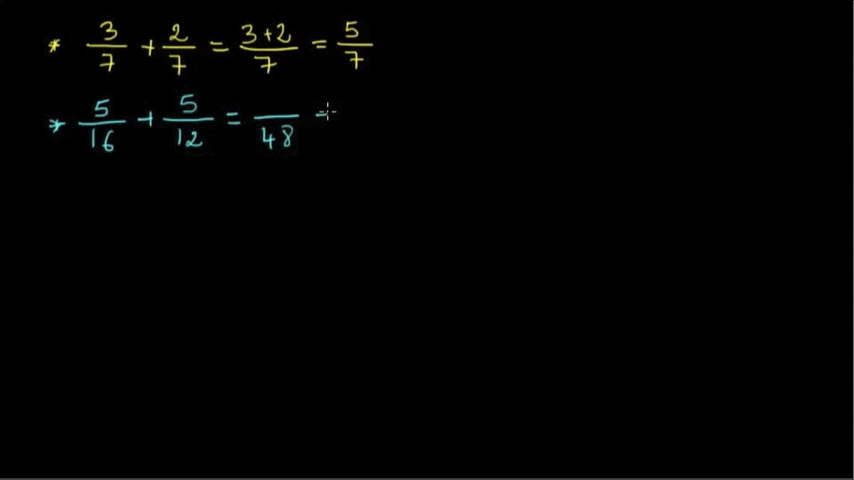 * 3/7 + 2/7 = 3+2/7 = 5/7
* 5/16 + 5/12 = /48 +